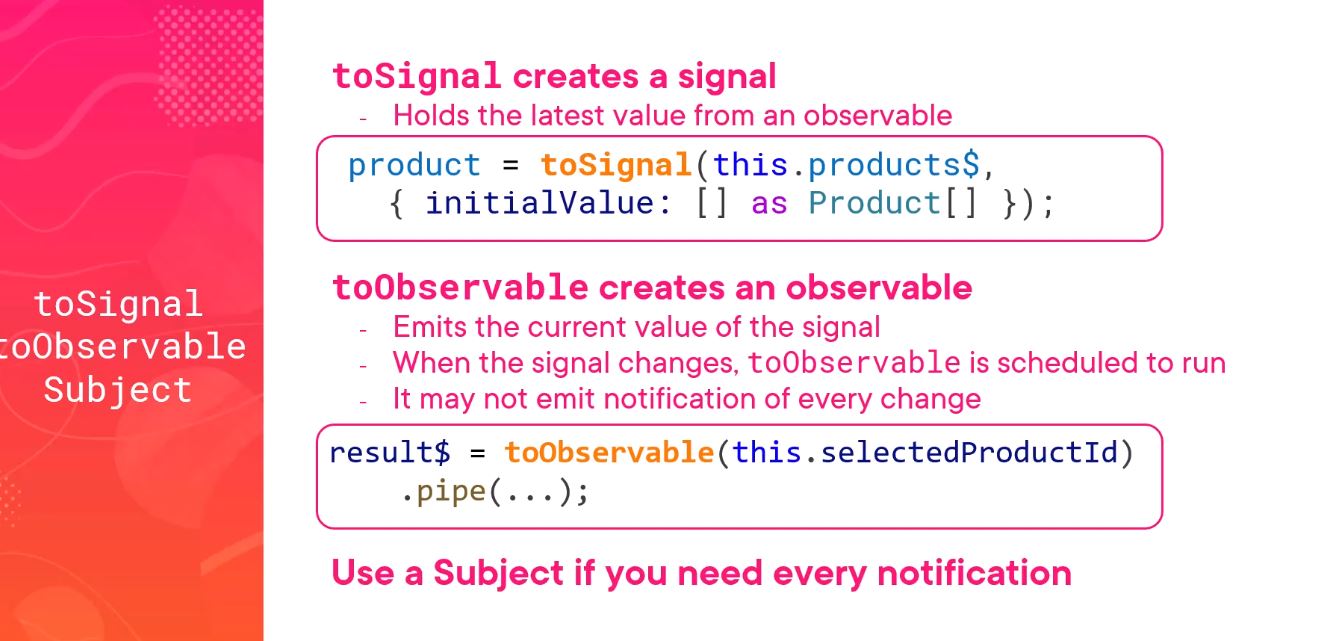 toSignal
toObservable
Subject
toSignal creates a signal
- Holds the latest value from an observable
product = toSignal(this.products$,
{ initialValue: [] as Product[] });
toObservable creates an observable
- Emits the current value of the signal
- When the signal changes, toObservable is scheduled to run
- It may not emit notification of every change
result$ = toObservable(this.selectedProductId)
.pipe(...);
Use a Subject if you need every notification